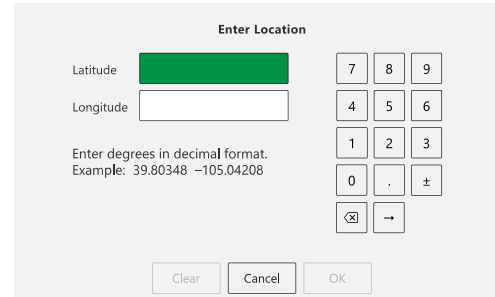 Enter Location
Latitude
Longitude
Enter degrees in decimal format.
Example: 39.80348 –105.04208
7 8 9
4 5 6
1 2 3
0 . ±
⌫ →
Clear Cancel OK